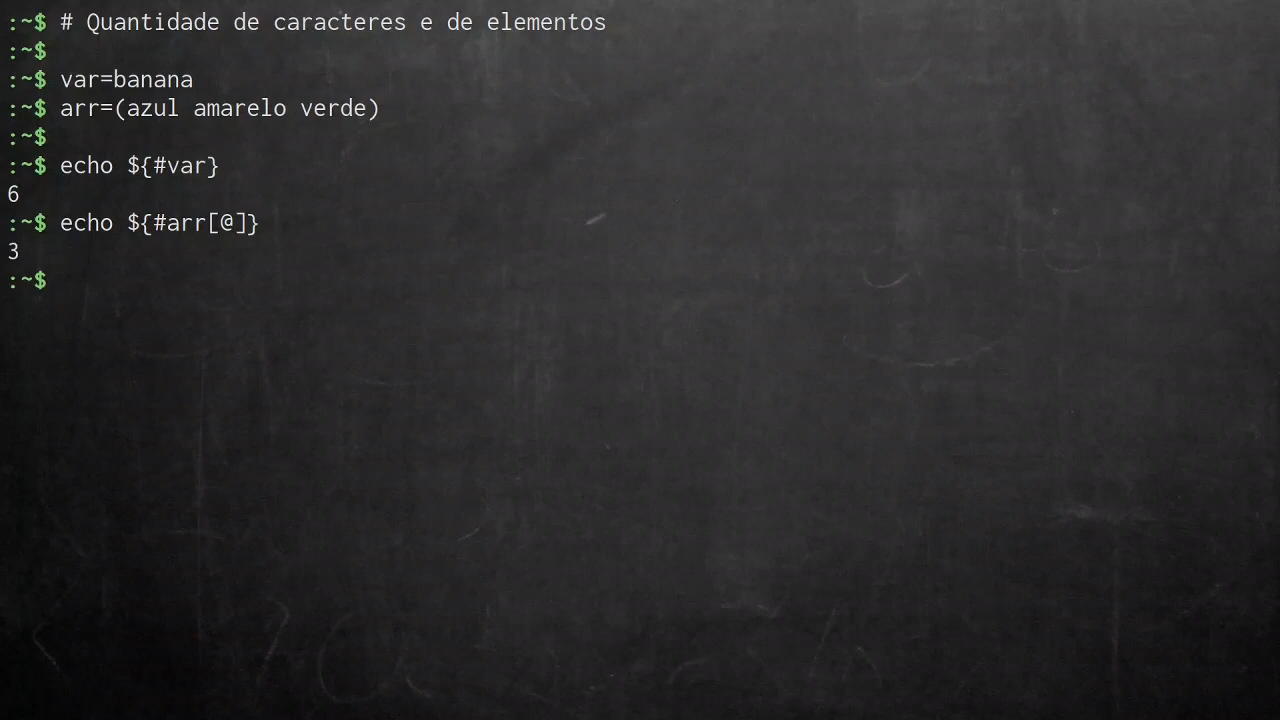 :~$ # Quantidade de caracteres e de elementos
:~$
:~$ var=banana
:~$ arr=(azul amarelo verde)
:~$
:~$ echo ${#var}
6
:~$ echo ${#arr[@]}
3
:~$